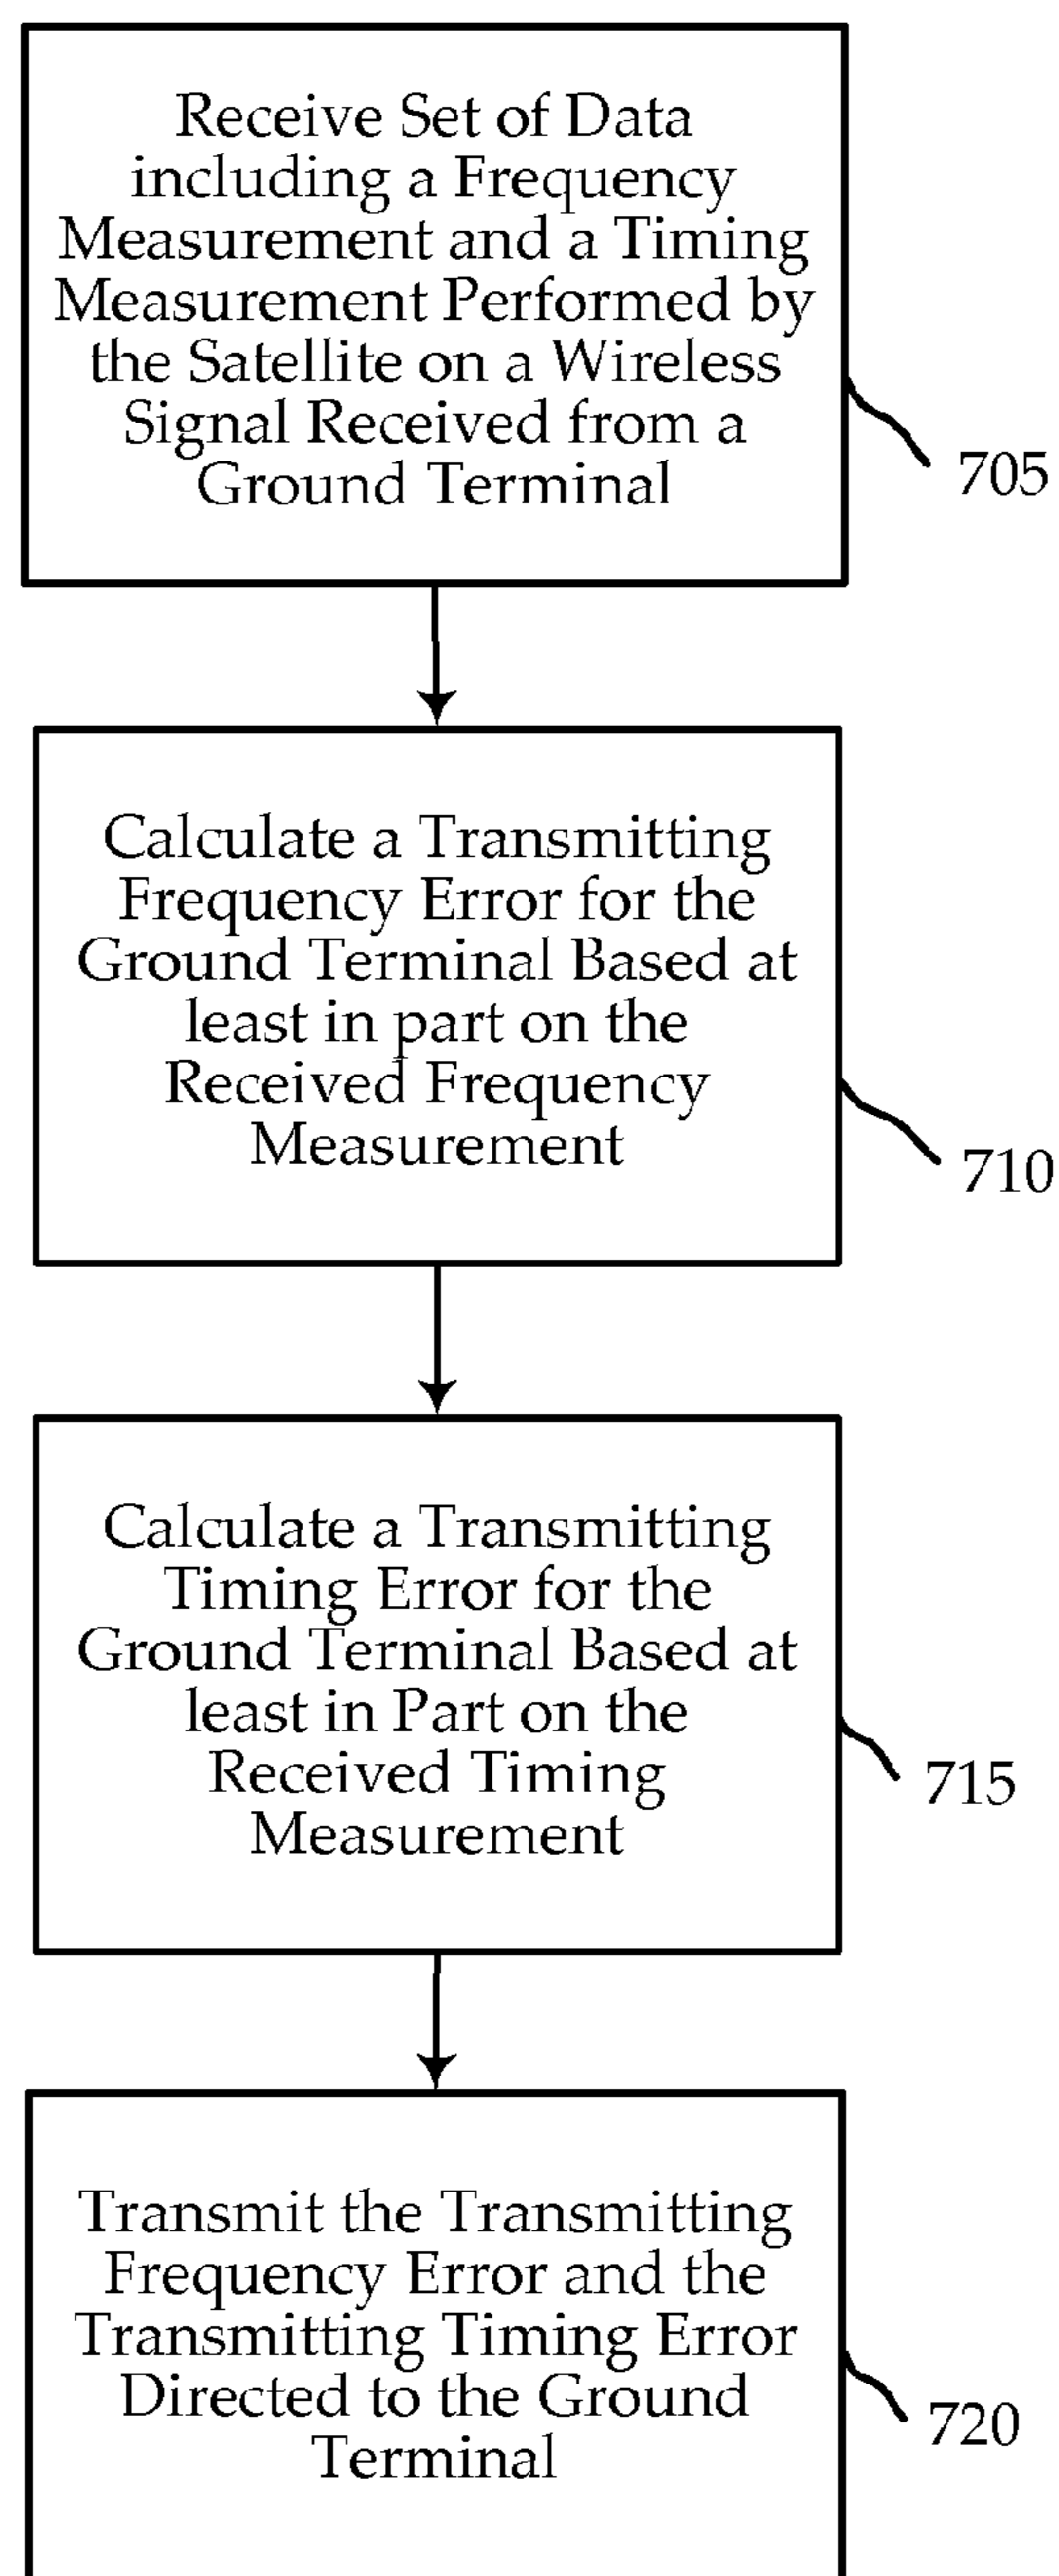 Receive Set of Data
including a Frequency
Measurement and a Timing
Measurement Performed by
the Satellite on a Wireless
Signal Received from a
Ground Terminal
705
Calculate a Transmitting
Frequency Error for the
Ground Terminal Based at
least in part on the
Received Frequency
Measurement
710
Calculate a Transmitting
Timing Error for the
Ground Terminal Based at
least in Part on the
Received Timing
Measurement
715
Transmit the Transmitting
Frequency Error and the
Transmitting Timing Error
Directed to the Ground
Terminal
720